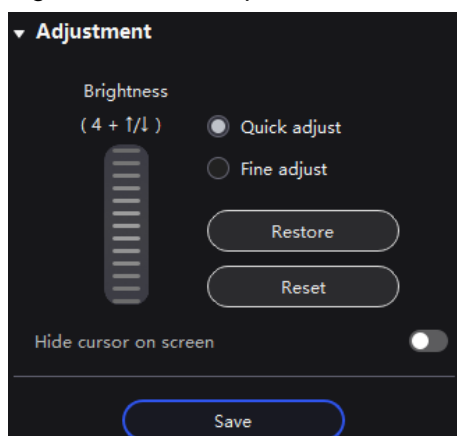 Adjustment
Brightness
( 4 + ↑/↓ )
Quick adjust
Fine adjust
Restore
Reset
Hide cursor on screen
Save